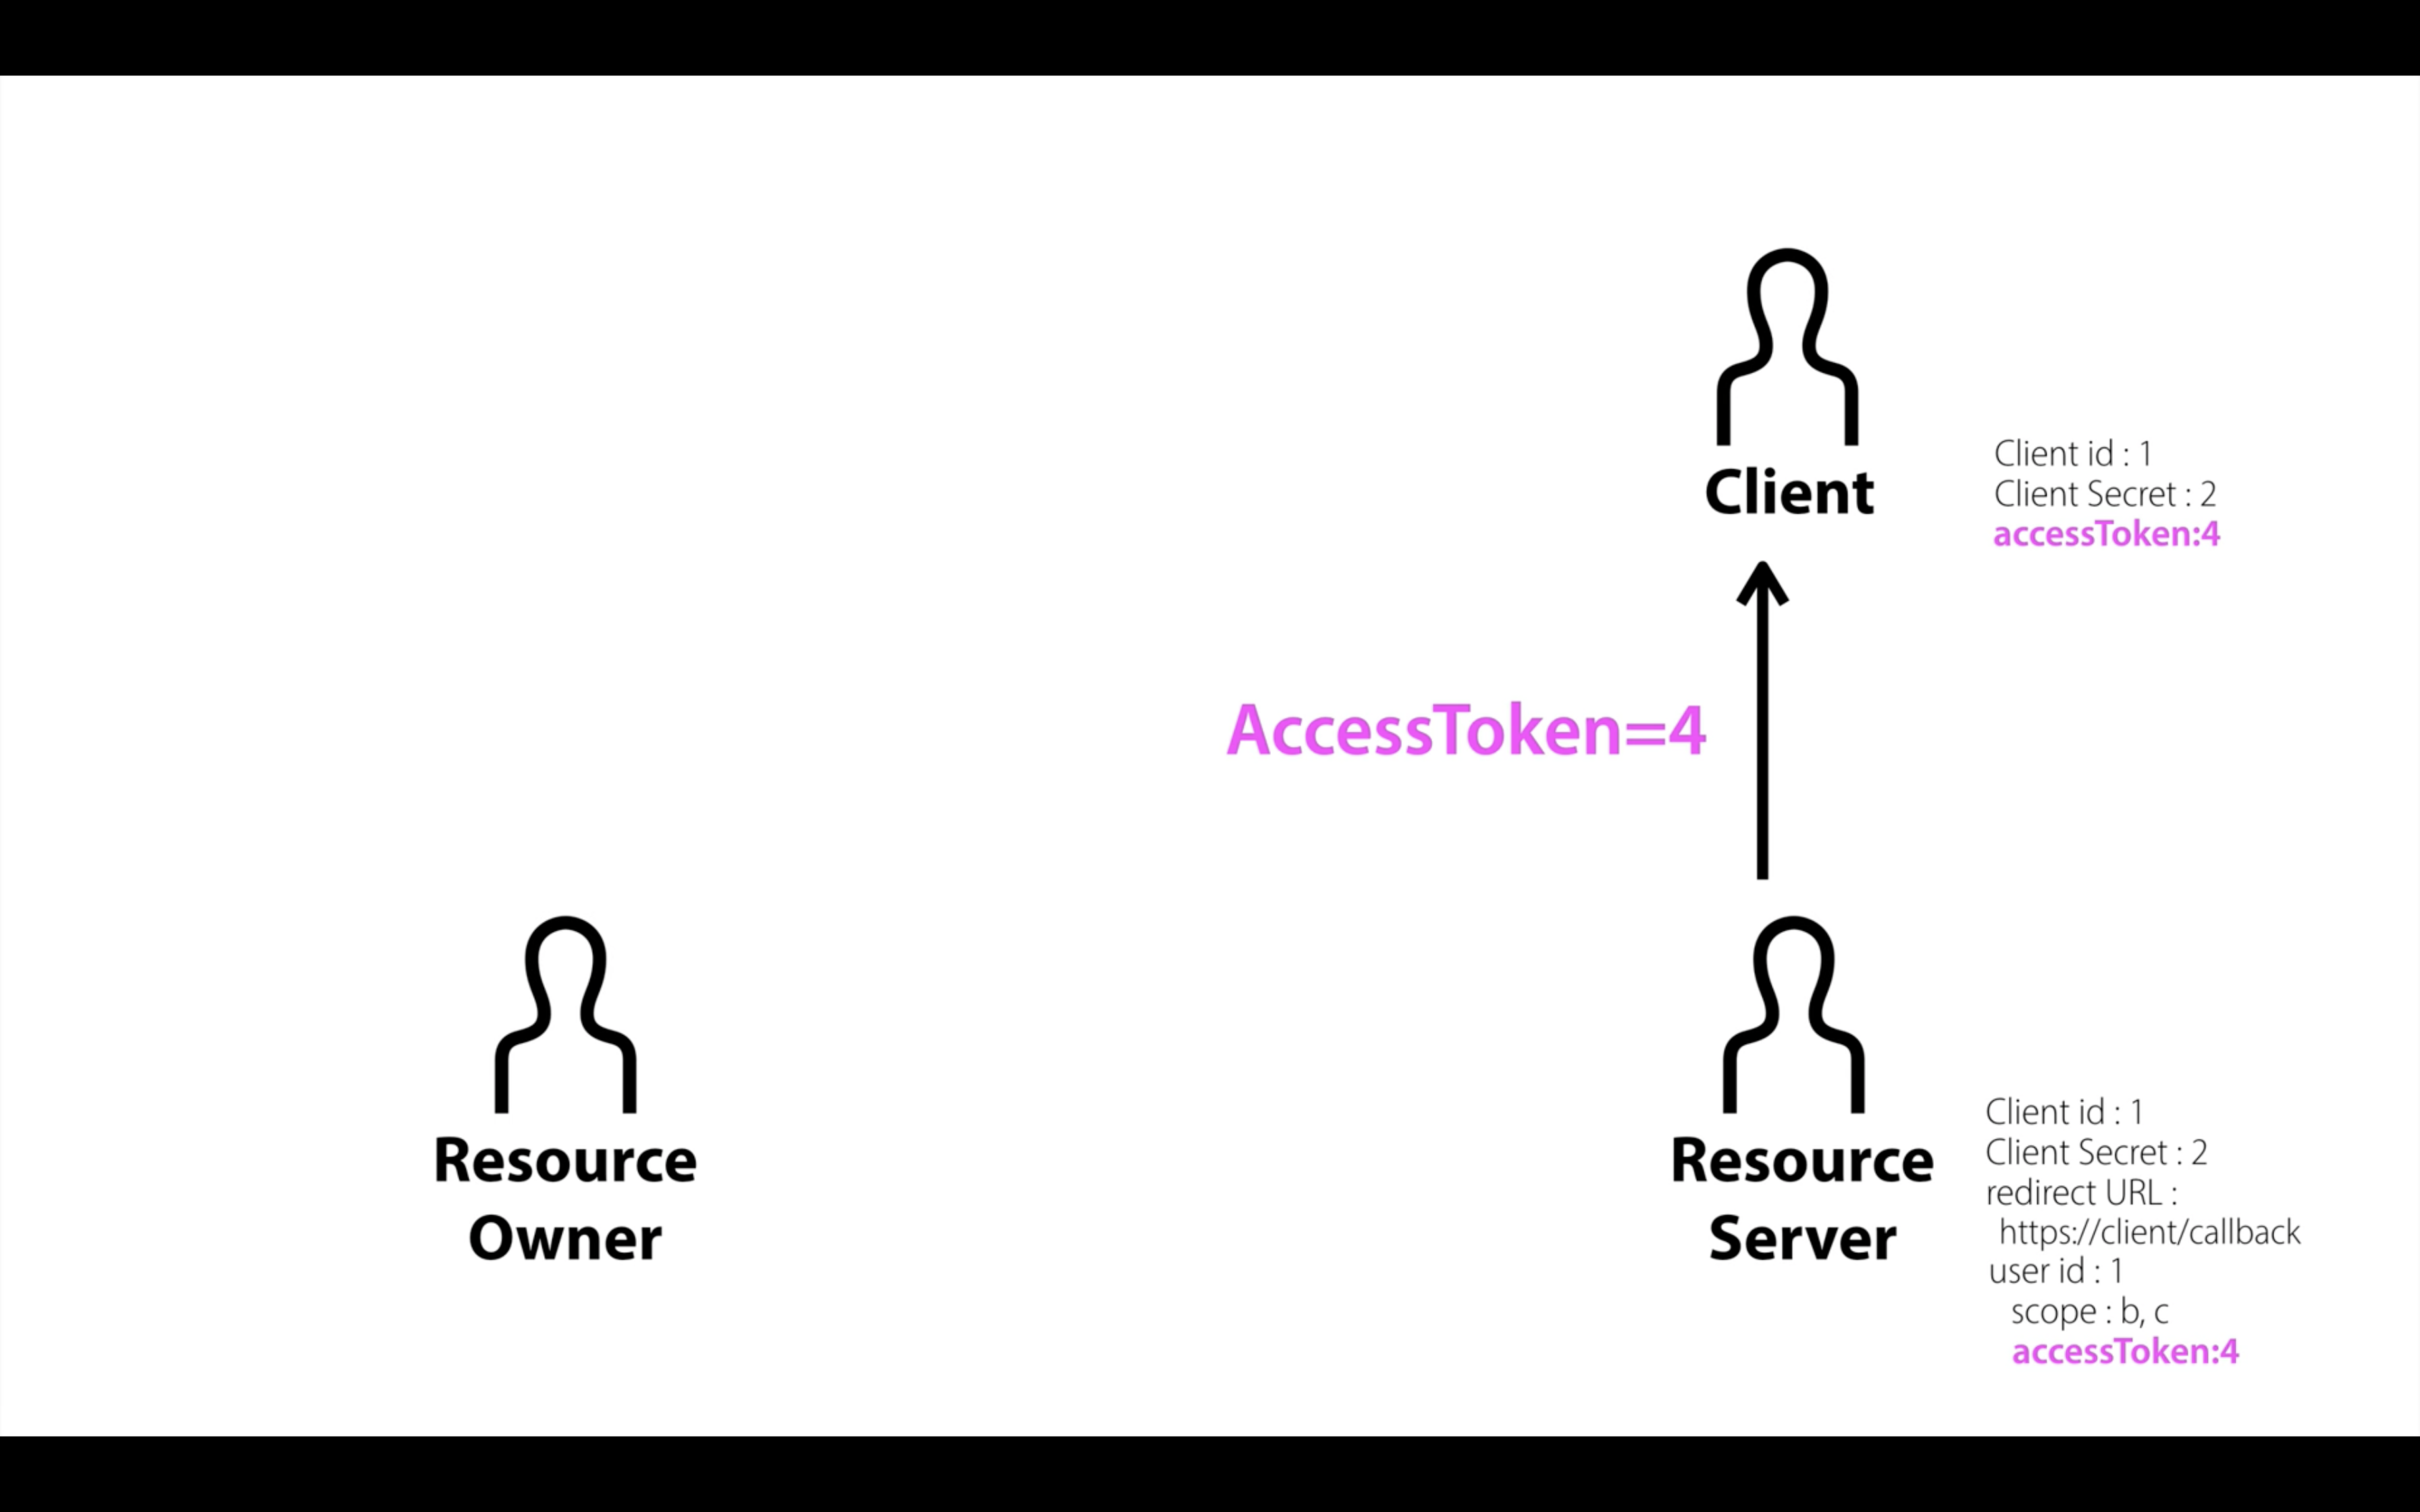 Client
Client id : 1
Client Secret : 2
accessToken:4
AccessToken=4
Resource
Owner
Resource
Server
Client id : 1
Client Secret : 2
redirect URL :
https://client/callback
user id : 1
scope : b, c
accessToken:4